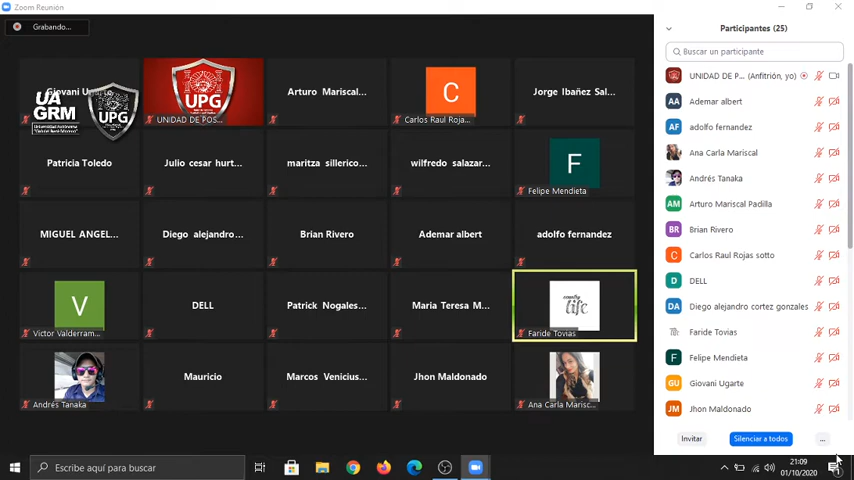 Zoom Reunión
Grabando...
Giovani Ugarte
UA
GRM
UPG
UPG
UNIDAD DE POS...
Arturo Mariscal...
C
Carlos Raul Roja...
Jorge Ibañez Sal...
Patricia Toledo
Julio cesar hurt...
maritza sillerico...
wilfredo salazar...
F
Felipe Mendieta
MIGUEL ANGEL...
Diego alejandro...
Brian Rivero
Ademar albert
adolfo fernandez
V
Victor Valderram...
DELL
Patrick Nogales...
Maria Teresa M...
country
life
Faride Tovias
Andrés Tanaka
Mauricio
Marcos Venicius...
Jhon Maldonado
Ana Carla Marisc...
Participantes (25)
Buscar un participante
UNIDAD DE P... (Anfitrión, yo)
AA Ademar albert
AF adolfo fernandez
Ana Carla Mariscal
Andrés Tanaka
AM Arturo Mariscal Padilla
BR Brian Rivero
C Carlos Raul Rojas sotto
D DELL
DA Diego alejandro cortez gonzales
Faride Tovias
F Felipe Mendieta
GU Giovani Ugarte
JM Jhon Maldonado
Invitar
Silenciar a todos
...
Escribe aquí para buscar
21:09
01/10/2020
1